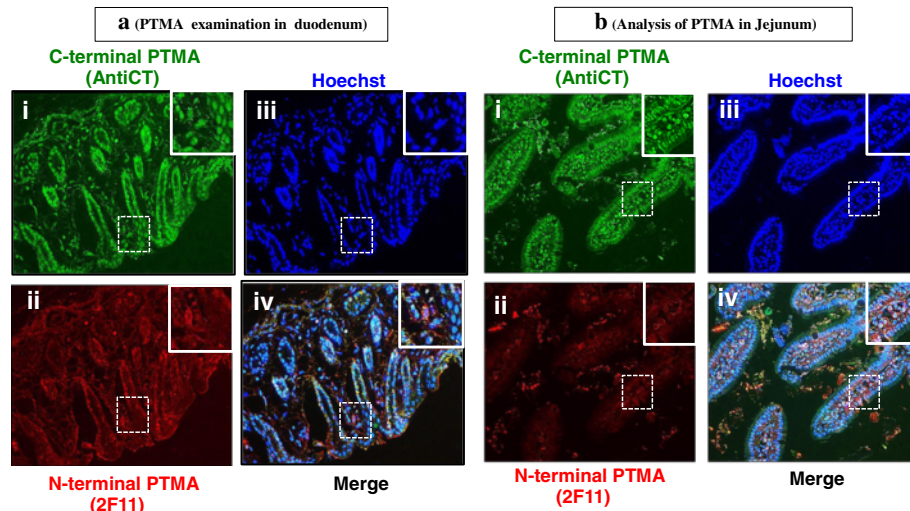 a (PTMA examination in duodenum)
C-terminal PTMA
(AntiCT)
Hoechst
i
iii
ii
iv
N-terminal PTMA
(2F11)
Merge
b (Analysis of PTMA in Jejunum)
C-terminal PTMA
(AntiCT)
Hoechst
i
iii
ii
iv
N-terminal PTMA
(2F11)
Merge